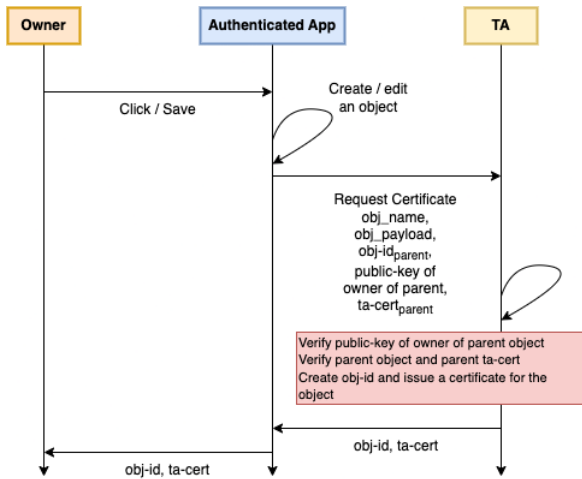 Owner
Authenticated App
TA
Click / Save
Create / edit
an object
Request Certificate
obj_name,
obj_payload,
obj-id_parent,
public-key of
owner of parent,
ta-cert_parent
Verify public-key of owner of parent object
Verify parent object and parent ta-cert
Create obj-id and issue a certificate for the
object
obj-id, ta-cert
obj-id, ta-cert